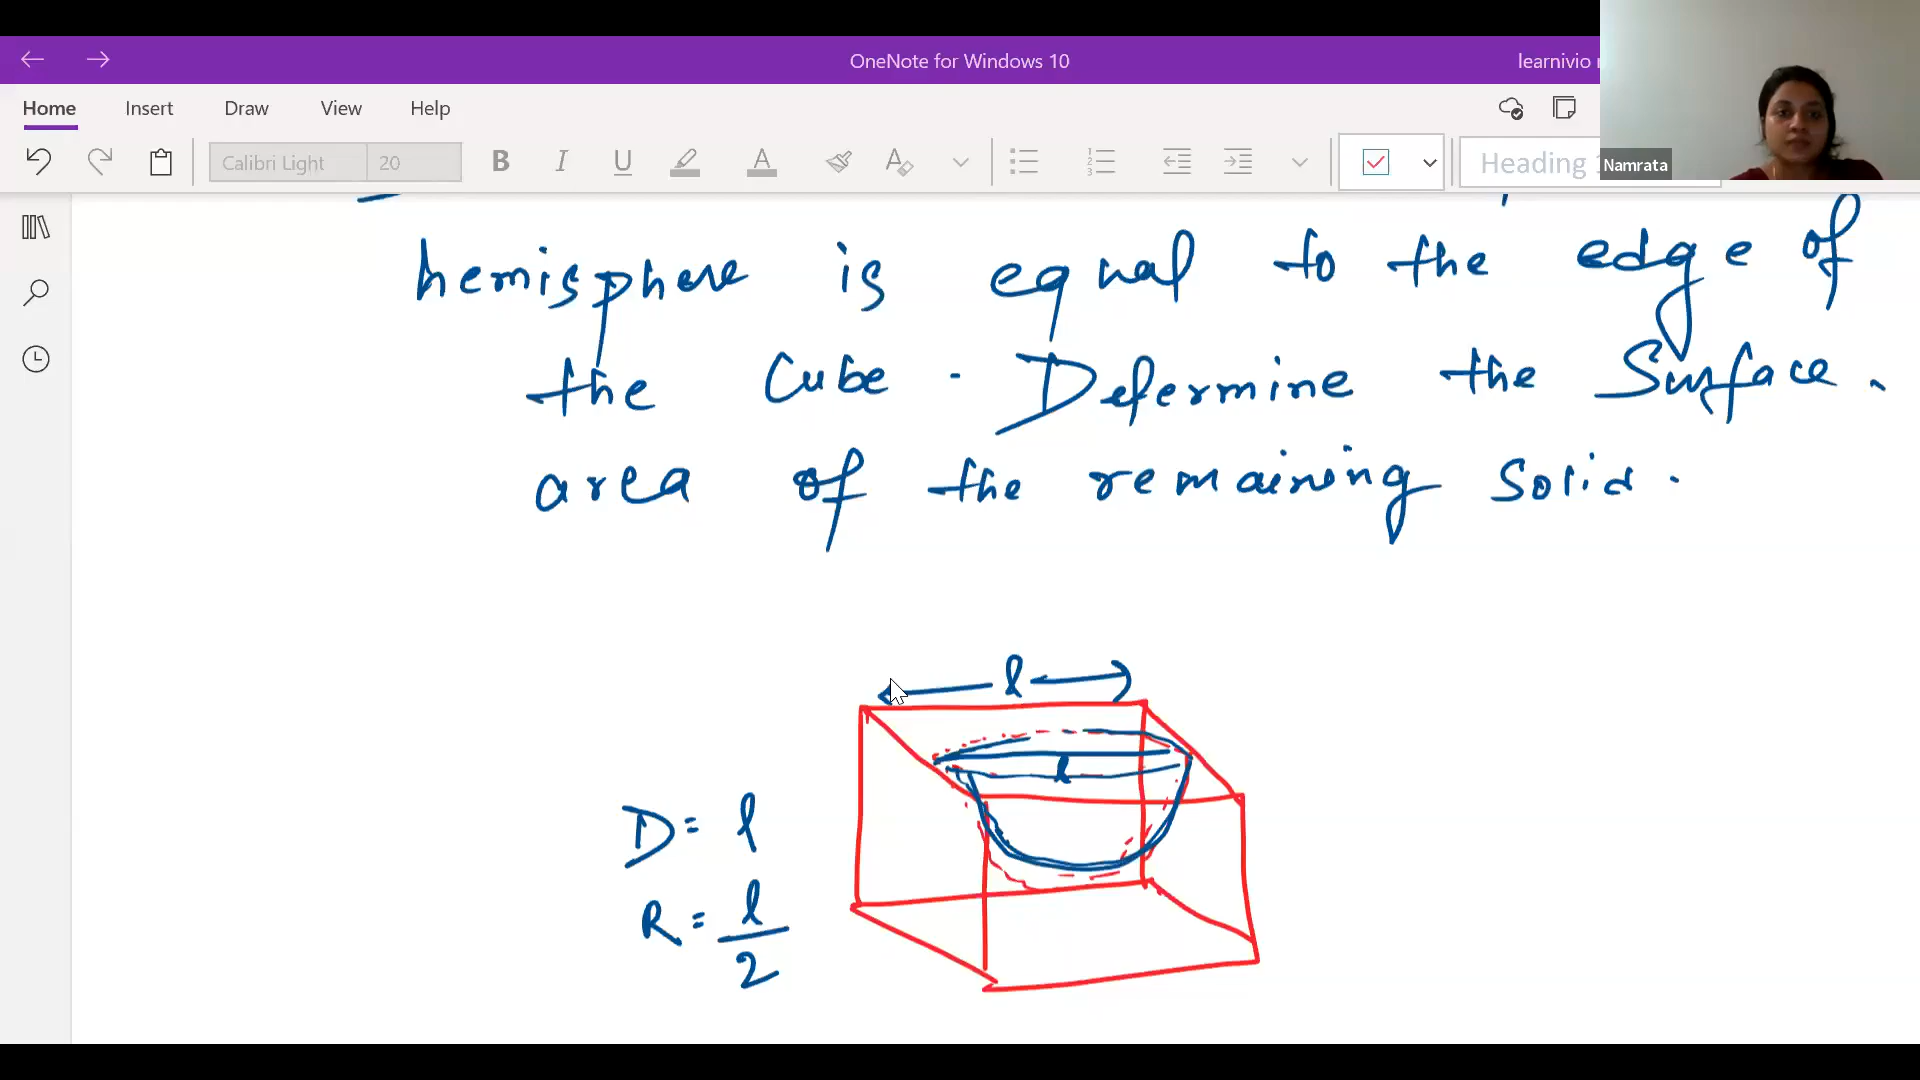 OneNote for Windows 10
learnivio
Home Insert Draw View Help
Calibri Light 20 B I U A A Heading
Namrata
hemisphere is equal to the edge of
the Cube. Determine the Surface
area of the remaining Solid.
l
l
D = l
R = l/2